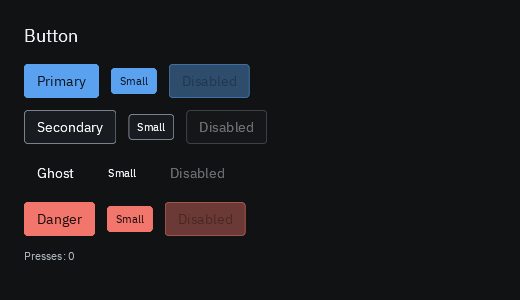 Button
Primary Small Disabled
Secondary Small Disabled
Ghost Small Disabled
Danger Small Disabled
Presses: 0